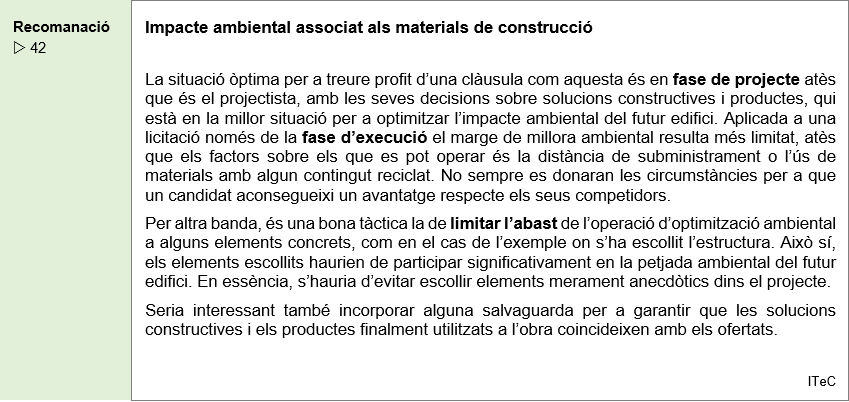 Recomanació
▷ 42
Impacte ambiental associat als materials de construcció
La situació òptima per a treure profit d’una clàusula com aquesta és en fase de projecte atès
que és el projectista, amb les seves decisions sobre solucions constructives i productes, qui
està en la millor situació per a optimitzar l’impacte ambiental del futur edifici. Aplicada a una
licitació només de la fase d’execució el marge de millora ambiental resulta més limitat, atès
que els factors sobre els que es pot operar és la distància de subministrament o l’ús de
materials amb algun contingut reciclat. No sempre es donaran les circumstàncies per a que
un candidat aconsegueixi un avantatge respecte els seus competidors.
Per altra banda, és una bona tàctica la de limitar l’abast de l’operació d’optimització ambiental
a alguns elements concrets, com en el cas de l’exemple on s’ha escollit l’estructura. Això sí,
els elements escollits haurien de participar significativament en la petjada ambiental del futur
edifici. En essència, s’hauria d’evitar escollir elements merament anecdòtics dins el projecte.
Seria interessant també incorporar alguna salvaguarda per a garantir que les solucions
constructives i els productes finalment utilitzats a l’obra coincideixen amb els ofertats.
ITeC